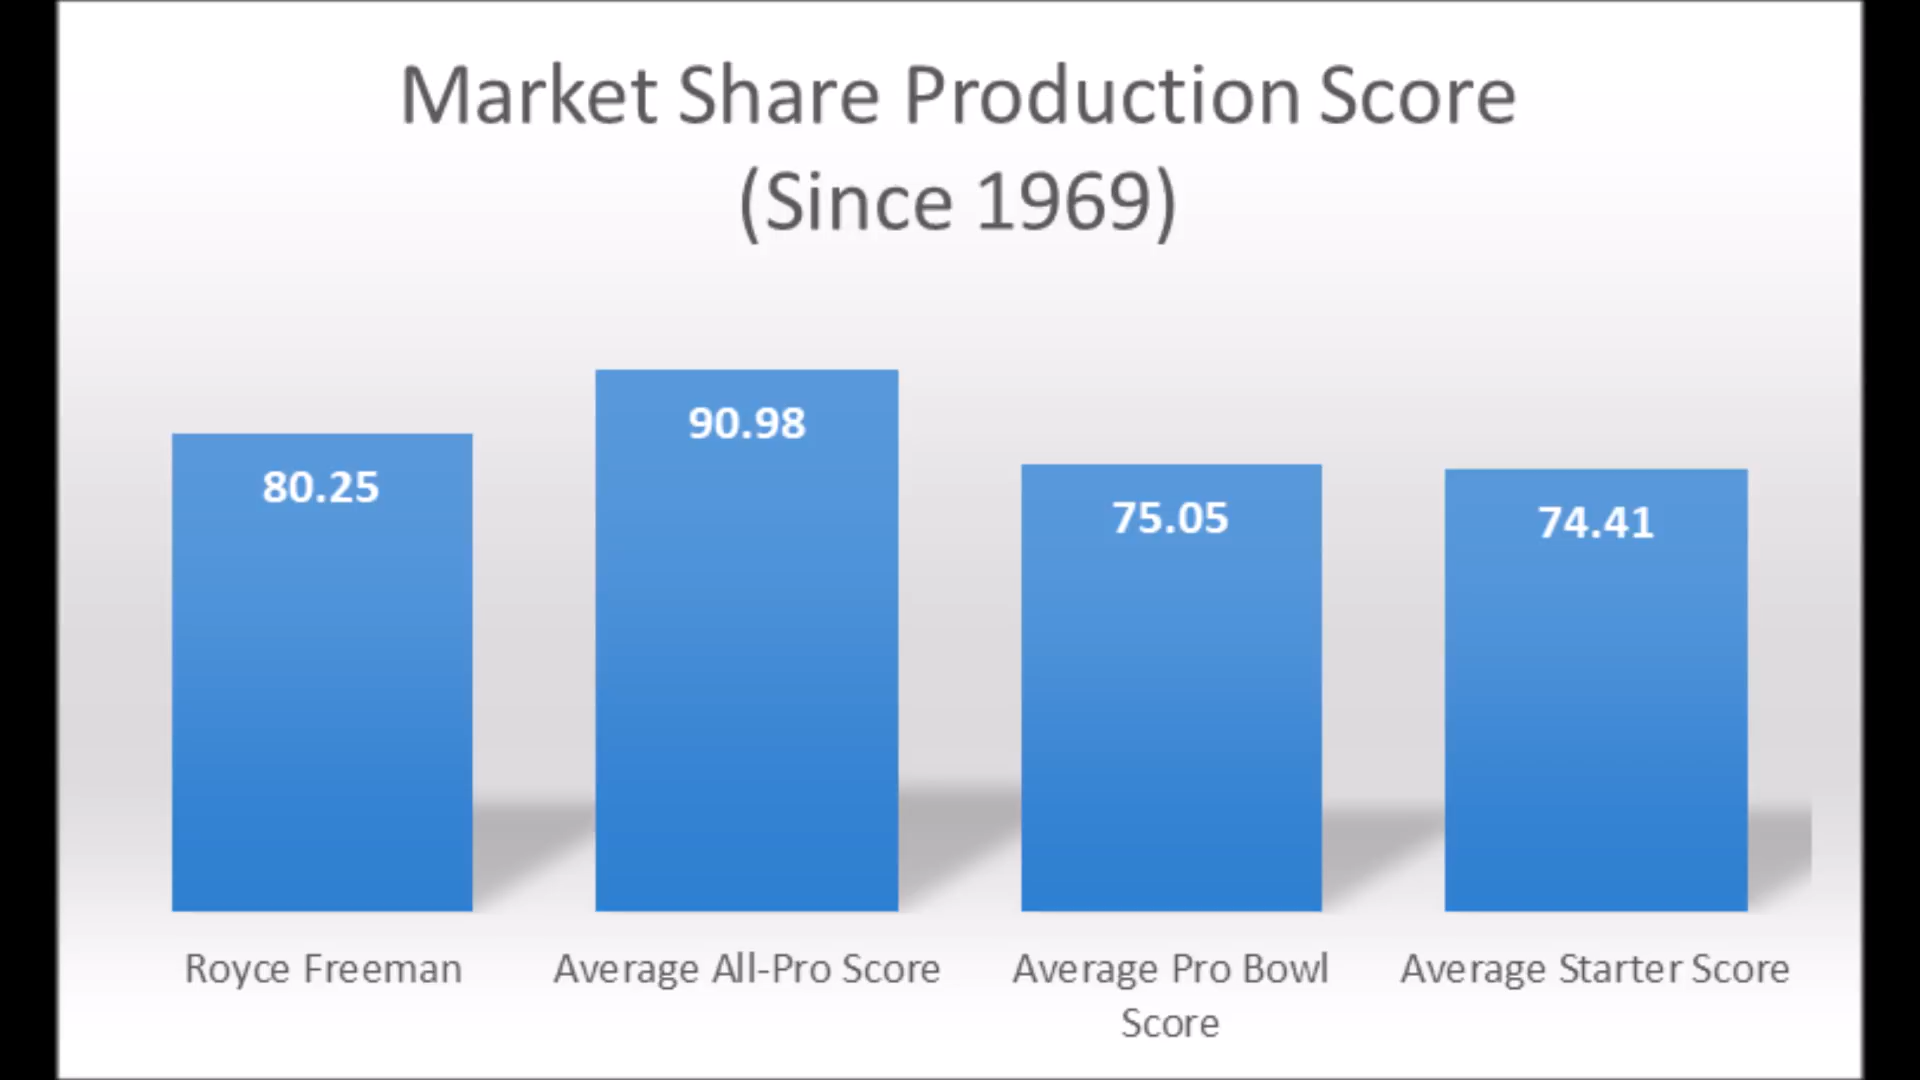 Market Share Production Score
(Since 1969)
80.25
90.98
75.05
74.41
Royce Freeman
Average All-Pro Score
Average Pro Bowl
Score
Average Starter Score